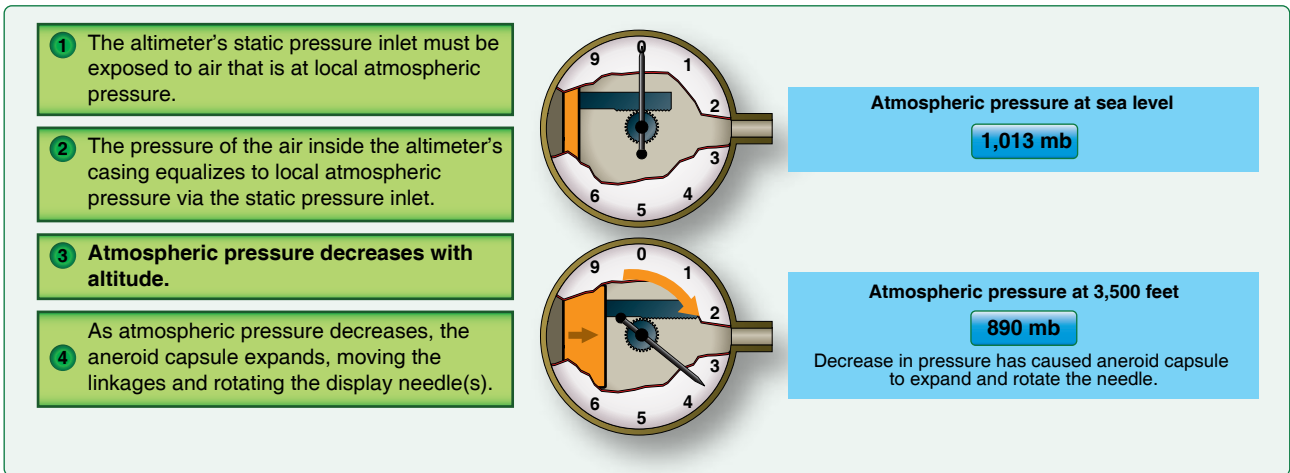 1 The altimeter's static pressure inlet must be
exposed to air that is at local atmospheric
pressure.
2 The pressure of the air inside the altimeter's
casing equalizes to local atmospheric
pressure via the static pressure inlet.
3 Atmospheric pressure decreases with
altitude.
4 As atmospheric pressure decreases, the
aneroid capsule expands, moving the
linkages and rotating the display needle(s).
0
9
1
2
3
4
5
6
0
9
1
2
3
4
5
6
Atmospheric pressure at sea level
1,013 mb
Atmospheric pressure at 3,500 feet
890 mb
Decrease in pressure has caused aneroid capsule
to expand and rotate the needle.